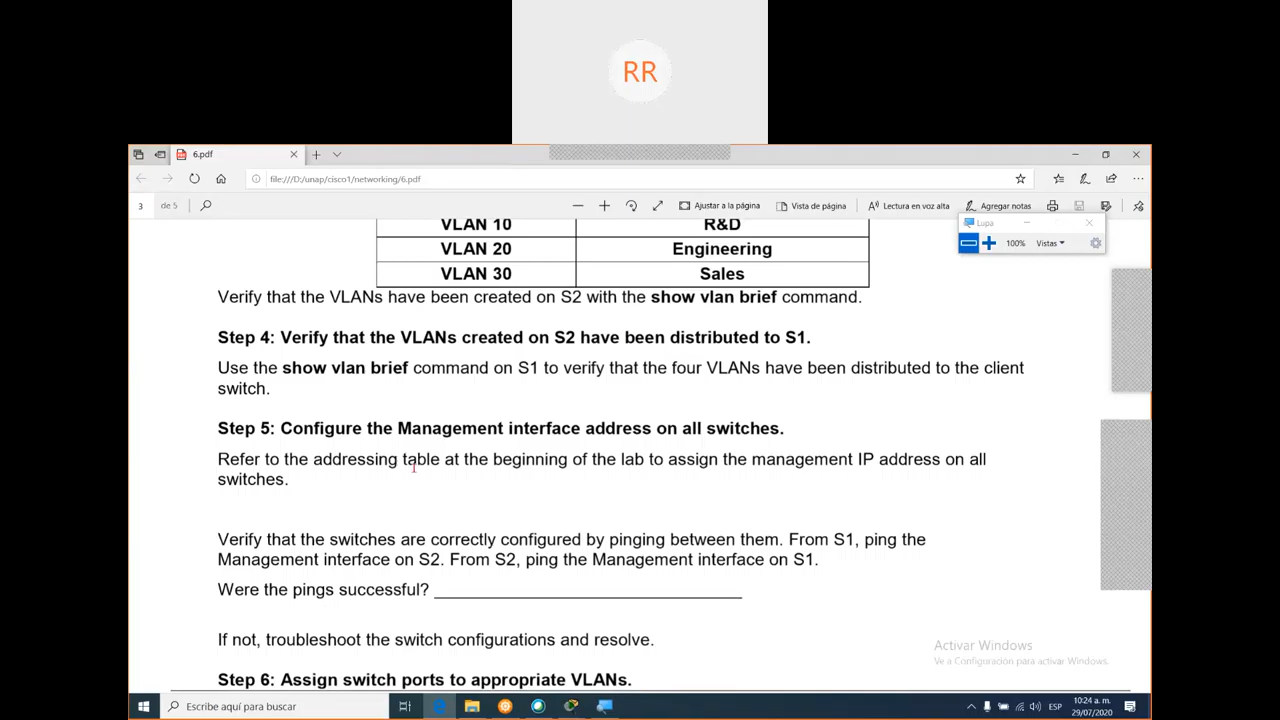 RR
6.pdf
file:///D:/unap/cisco1/networking/6.pdf
3 de 5
Ajustar a la página
Vista de página
Lectura en voz alta
Agregar notas
Lupa
100% Vistas
VLAN 10 R&D
VLAN 20 Engineering
VLAN 30 Sales
Verify that the VLANs have been created on S2 with the show vlan brief command.
Step 4: Verify that the VLANs created on S2 have been distributed to S1.
Use the show vlan brief command on S1 to verify that the four VLANs have been distributed to the client
switch.
Step 5: Configure the Management interface address on all switches.
Refer to the addressing table at the beginning of the lab to assign the management IP address on all
switches.
Verify that the switches are correctly configured by pinging between them. From S1, ping the
Management interface on S2. From S2, ping the Management interface on S1.
Were the pings successful?
If not, troubleshoot the switch configurations and resolve.
Step 6: Assign switch ports to appropriate VLANs.
Activar Windows
Ve a Configuración para activar Windows.
Escribe aquí para buscar
ESP
10:24 a. m.
29/07/2020